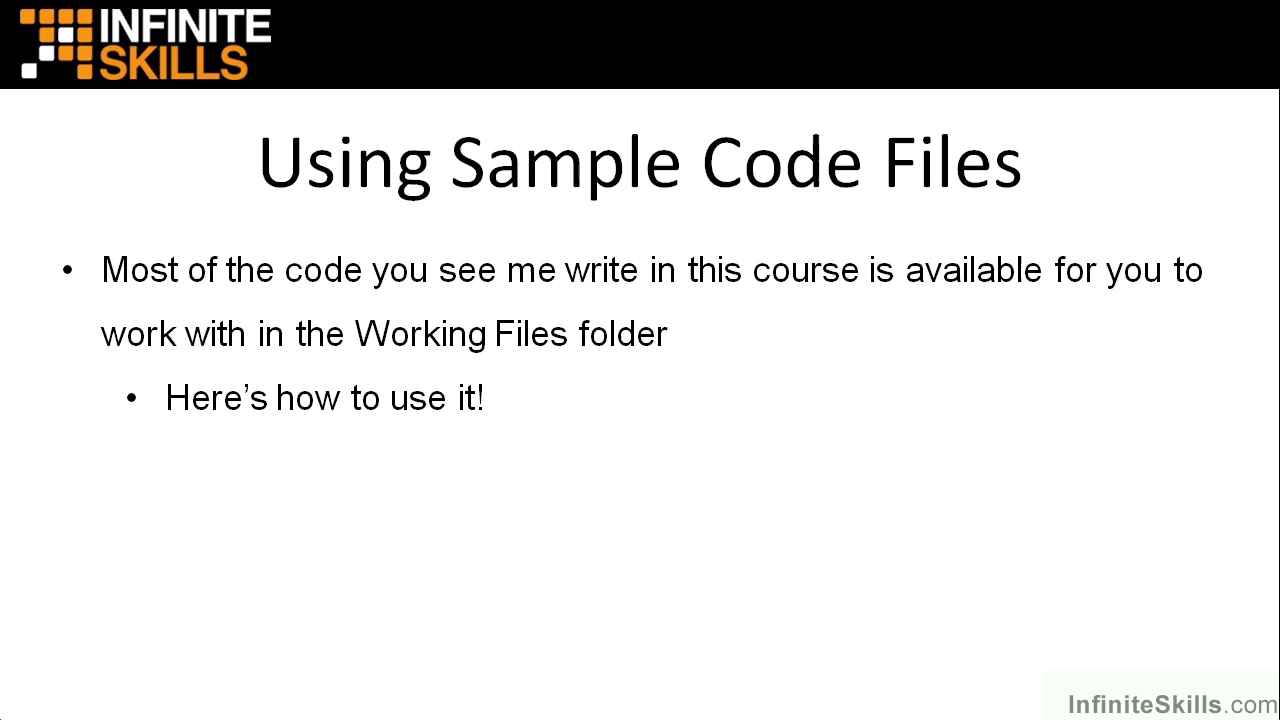 INFINITE
SKILLS
Using Sample Code Files
• Most of the code you see me write in this course is available for you to
work with in the Working Files folder
• Here’s how to use it!
InfiniteSkills.com